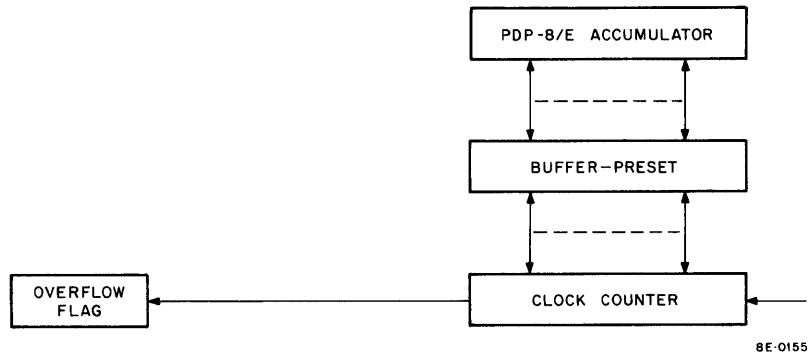 PDP-8/E ACCUMULATOR
BUFFER-PRESET
OVERFLOW
FLAG
CLOCK COUNTER
8E-0155